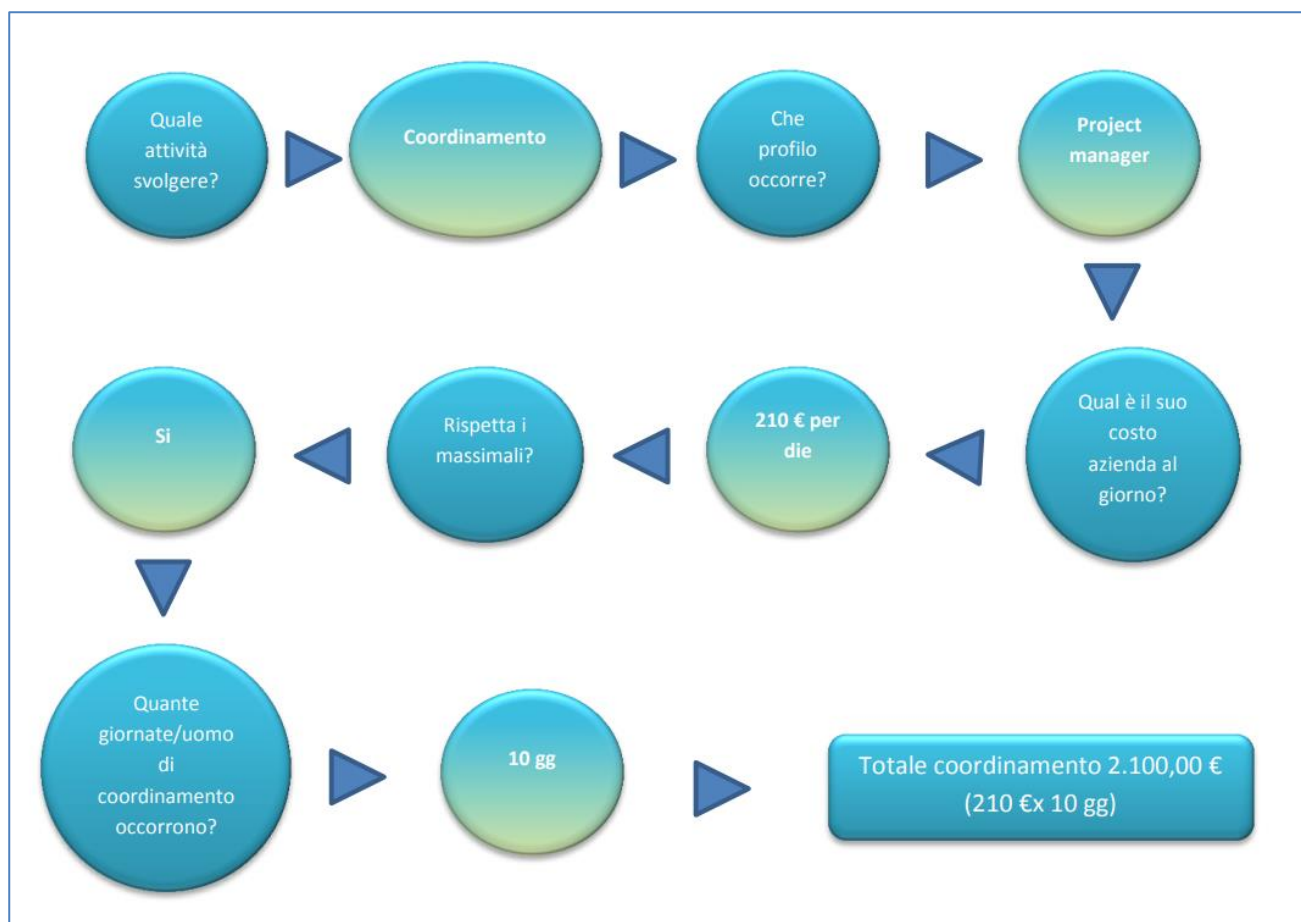 Quale
attività
svolgere?
Coordinamento
Che
profilo
occorre?
Project
manager
Qual è il suo
costo
azienda al
giorno?
210 € per
die
Rispetta i
massimali?
Si
Quante
giornate/uomo
di
coordinamento
occorrono?
10 gg
Totale coordinamento 2.100,00 €
(210 €x 10 gg)